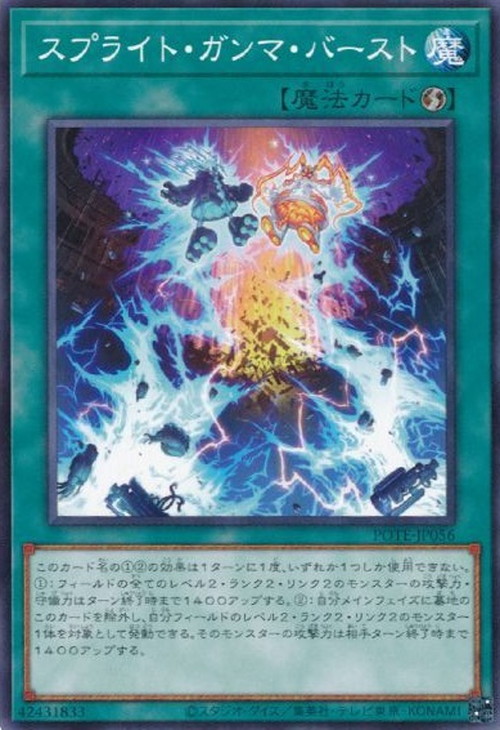 スプライト・ガンマ・バースト 魔
【魔法カード】
POTE-JP056
このカード名の①②の効果は1ターンに1度、いずれか1つしか使用できない。
①：フィールドの全てのレベル2・ランク2・リンク2のモンスターの攻撃力・
守備力はターン終了時まで1400アップする。②：自分メインフェイズに墓地の
このカードを除外し、自分フィールドのレベル2・ランク2・リンク2のモンスター
1体を対象として発動できる。そのモンスターの攻撃力は相手ターン終了時まで
1400アップする。
42431833 ©スタジオ・ダイス／集英社・テレビ東京・KONAMI